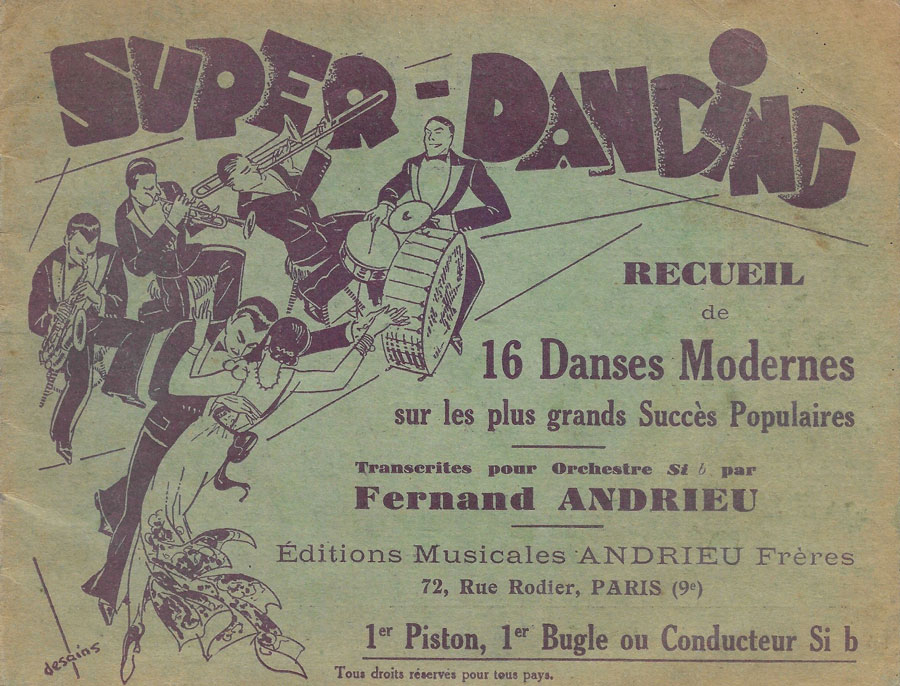 SUPER-DANCING
RECUEIL
de
16 Danses Modernes
sur les plus grands Succès Populaires
Transcrites pour Orchestre Si b par
Fernand ANDRIEU
Éditions Musicales ANDRIEU Frères
72, Rue Rodier, PARIS (9e)
1er Piston, 1er Bugle ou Conducteur Si b
Tous droits réservés pour tous pays.
desains